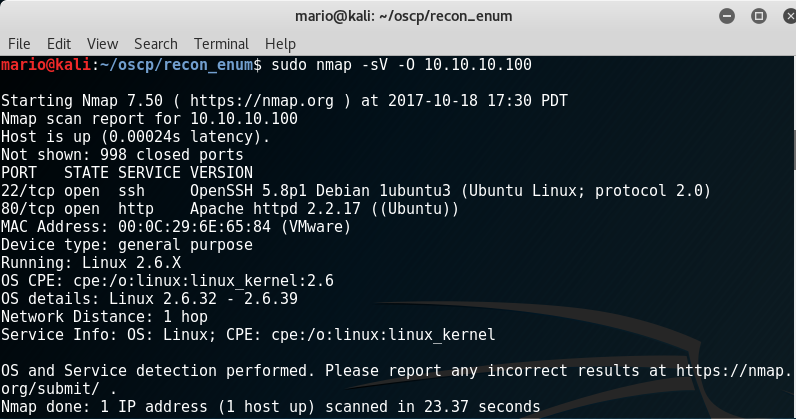 mario@kali: ~/oscp/recon_enum
File Edit View Search Terminal Help
mario@kali:~/oscp/recon_enum$ sudo nmap -sV -O 10.10.10.100
Starting Nmap 7.50 ( https://nmap.org ) at 2017-10-18 17:30 PDT
Nmap scan report for 10.10.10.100
Host is up (0.00024s latency).
Not shown: 998 closed ports
PORT   STATE SERVICE VERSION
22/tcp open  ssh     OpenSSH 5.8p1 Debian 1ubuntu3 (Ubuntu Linux; protocol 2.0)
80/tcp open  http    Apache httpd 2.2.17 ((Ubuntu))
MAC Address: 00:0C:29:6E:65:84 (VMware)
Device type: general purpose
Running: Linux 2.6.X
OS CPE: cpe:/o:linux:linux_kernel:2.6
OS details: Linux 2.6.32 - 2.6.39
Network Distance: 1 hop
Service Info: OS: Linux; CPE: cpe:/o:linux:linux_kernel
OS and Service detection performed. Please report any incorrect results at https://nmap.
org/submit/ .
Nmap done: 1 IP address (1 host up) scanned in 23.37 seconds